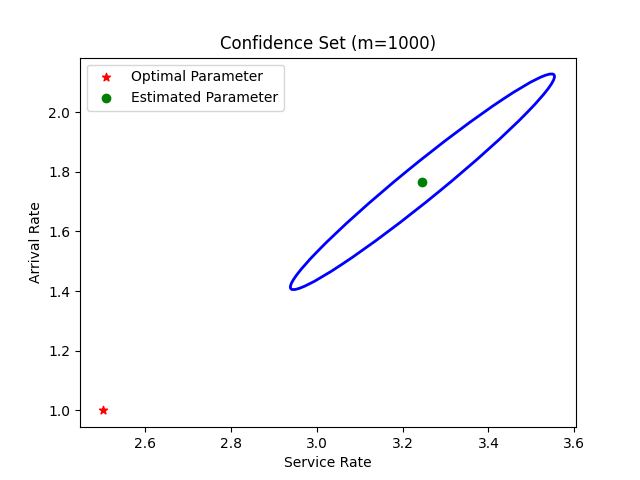 Confidence Set (m=1000)
Optimal Parameter
Estimated Parameter
Arrival Rate
2.0
1.8
1.6
1.4
1.2
1.0
2.6 2.8 3.0 3.2 3.4 3.6
Service Rate